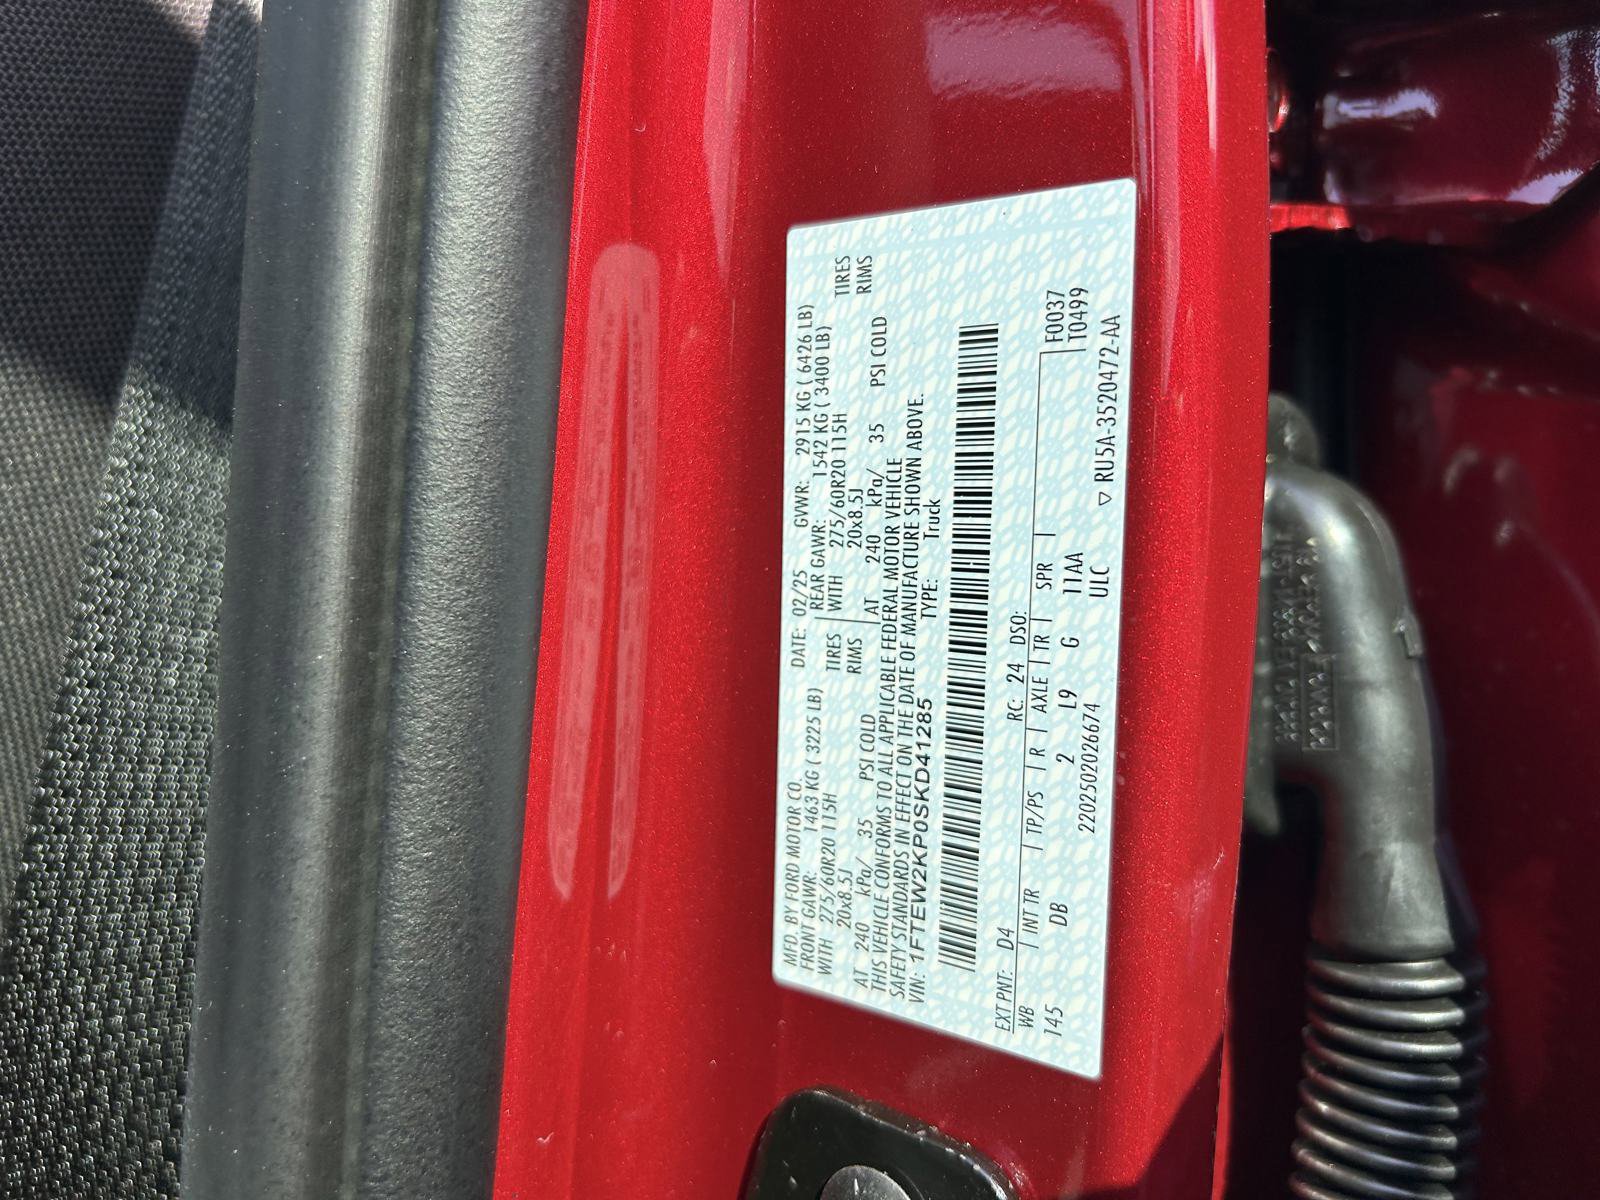 MFD. BY FORD MOTOR CO. DATE: 02/25 GVWR: 2915 KG ( 6426 LB)
FRONT GAWR: 1463 KG ( 3225 LB) REAR GAWR: 1542 KG ( 3400 LB)
WITH 275/60R20 115H TIRES WITH 275/60R20 115H TIRES
20x8.5J RIMS 20x8.5J RIMS
AT 240 kPa/ 35 PSI COLD AT 240 kPa/ 35 PSI COLD
THIS VEHICLE CONFORMS TO ALL APPLICABLE FEDERAL MOTOR VEHICLE
SAFETY STANDARDS IN EFFECT ON THE DATE OF MANUFACTURE SHOWN ABOVE.
VIN: 1FTEW2KP0SKD41285 TYPE: Truck
EXT PNT: D4 RC: 24 DSO: F0037
WB INT TR TP/PS R AXLE TR SPR T0499
145 DB 2 L9 G 11AA
2202502026674 ULC ▽ RU5A-3520472-AA